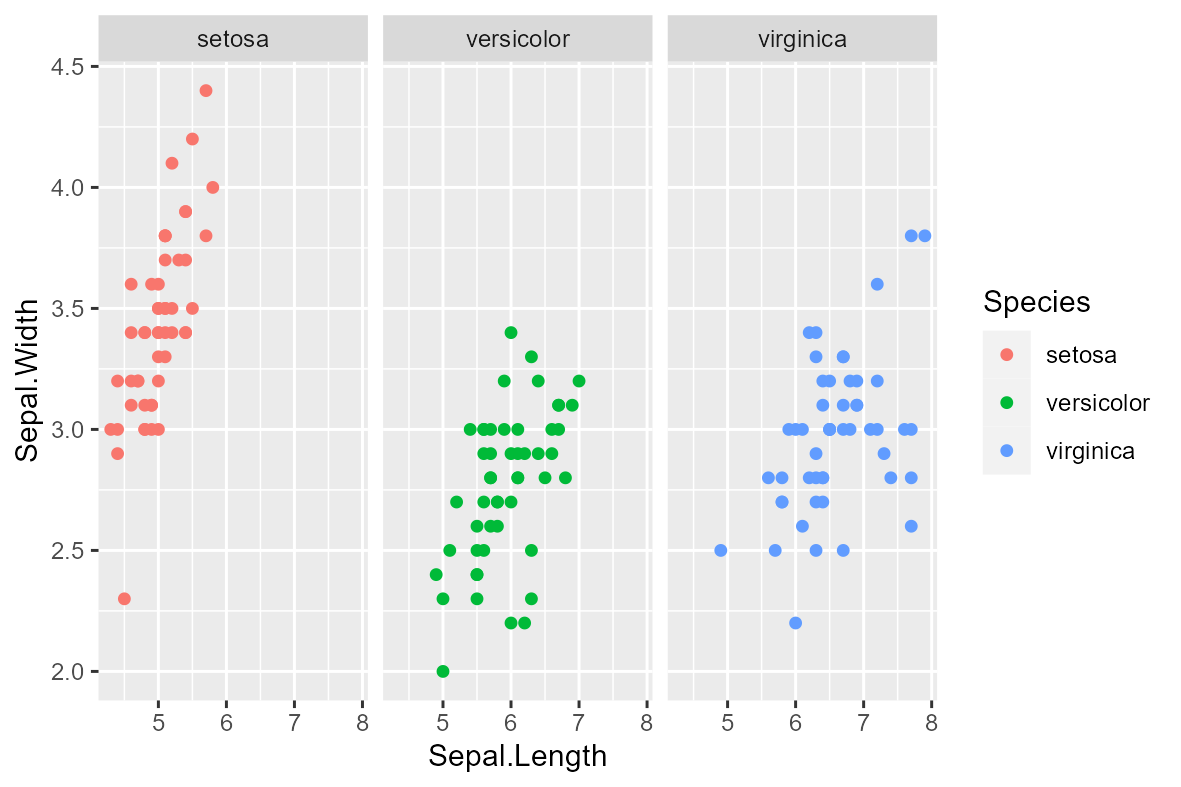 setosa
versicolor
virginica
4.5
4.0
3.5
3.0
2.5
2.0
Sepal.Width
5 6 7 8
5 6 7 8
5 6 7 8
Sepal.Length
Species
setosa
versicolor
virginica